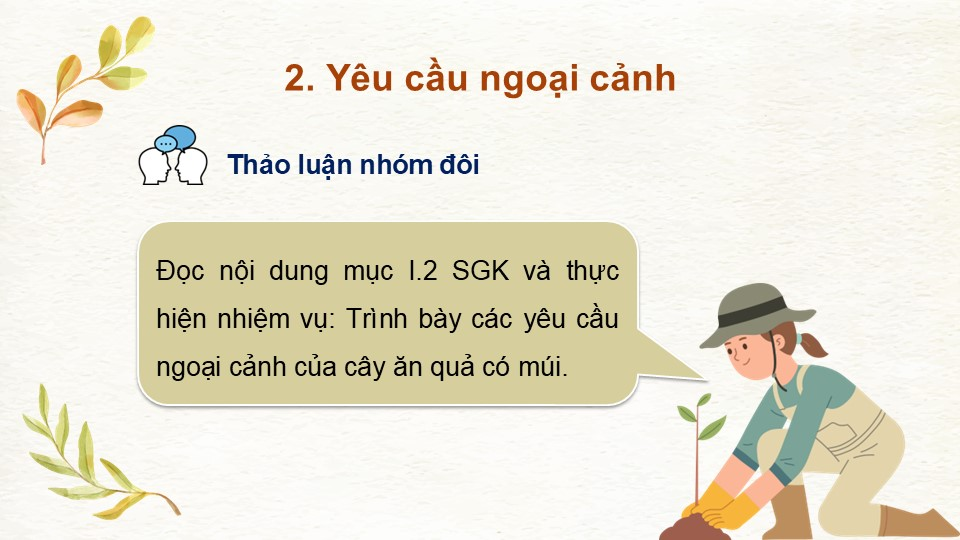 2. Yêu cầu ngoại cảnh
Thảo luận nhóm đôi
Đọc nội dung mục I.2 SGK và thực
hiện nhiệm vụ: Trình bày các yêu cầu
ngoại cảnh của cây ăn quả có múi.